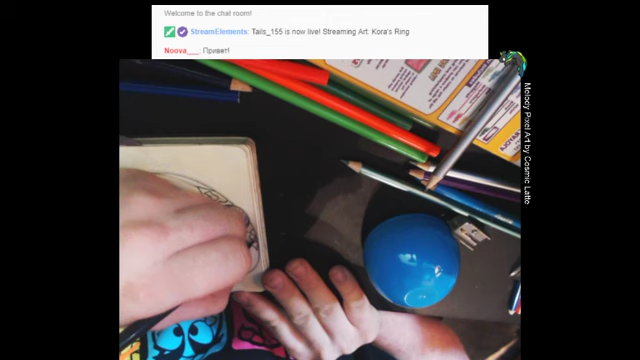 Welcome to the chat room!
StreamElements: Tails_155 is now live! Streaming Art: Kora's Ring
Noova___: Привет!
Melody Pixel Art by Cosmic Latte